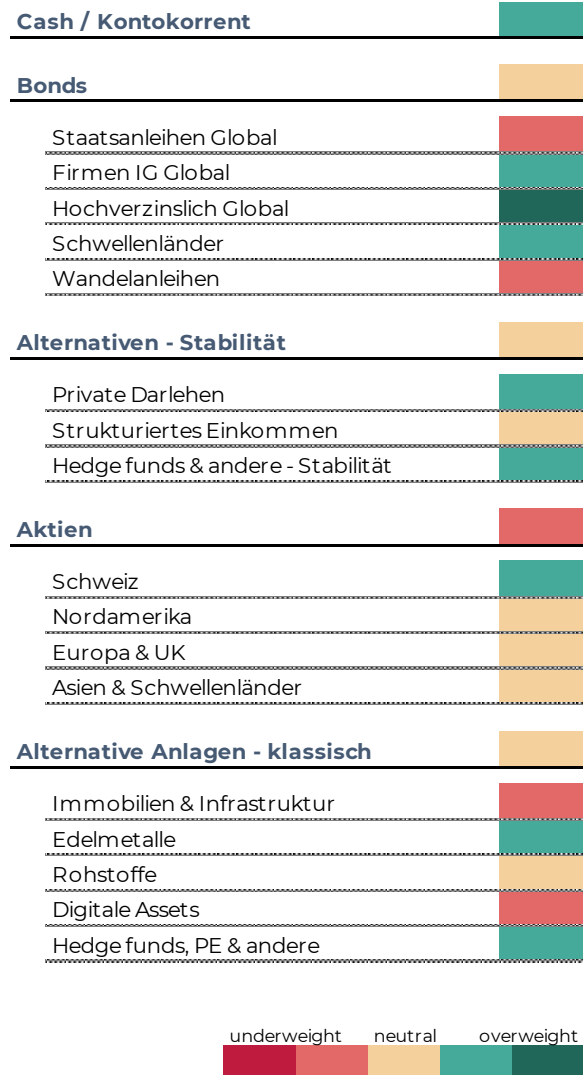 Cash / Kontokorrent
Bonds
Staatsanleihen Global
Firmen IG Global
Hochverzinslich Global
Schwellenländer
Wandelanleihen
Alternativen - Stabilität
Private Darlehen
Strukturiertes Einkommen
Hedge funds & andere - Stabilität
Aktien
Schweiz
Nordamerika
Europa & UK
Asien & Schwellenländer
Alternative Anlagen - klassisch
Immobilien & Infrastruktur
Edelmetalle
Rohstoffe
Digitale Assets
Hedge funds, PE & andere
underweight neutral overweight